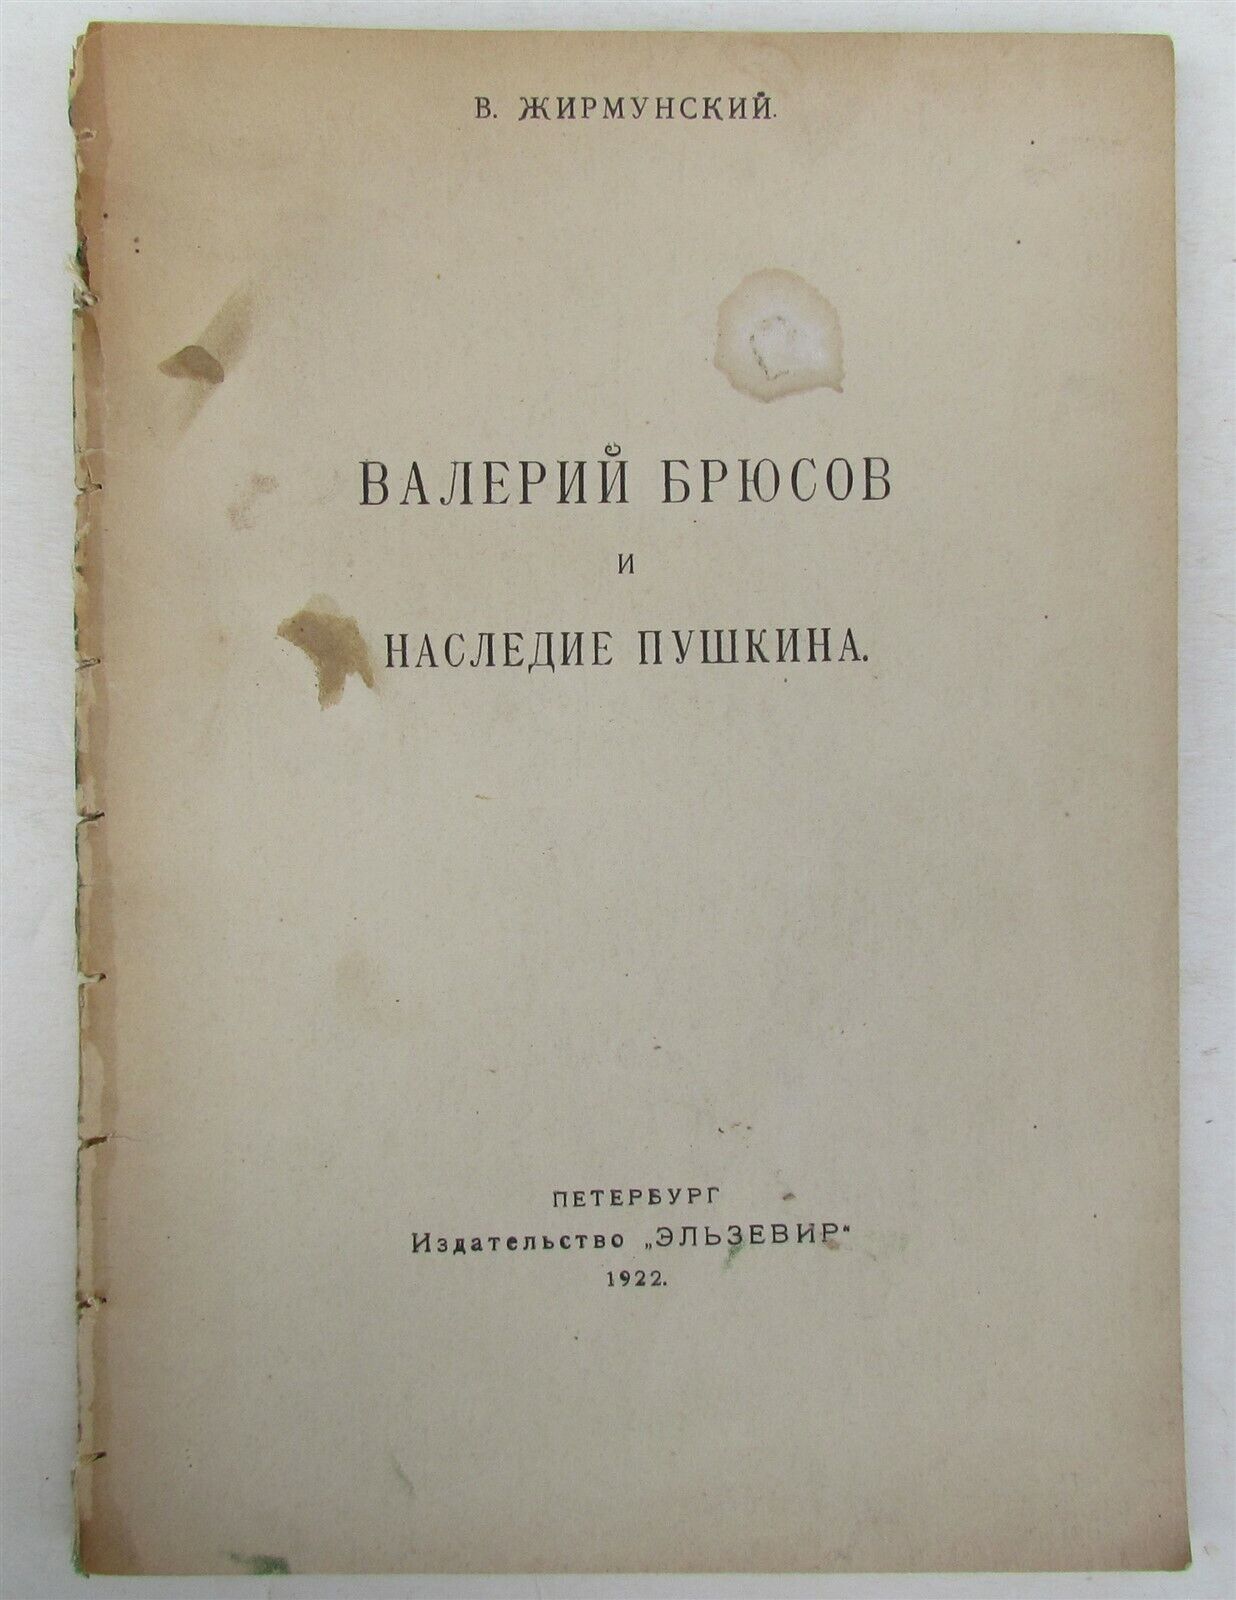 В. ЖИРМУНСКИЙ.
ВАЛЕРИЙ БРЮСОВ
И
НАСЛЕДИЕ ПУШКИНА.
ПЕТЕРБУРГ
Издательство „ЭЛЬЗЕВИР“
1922.